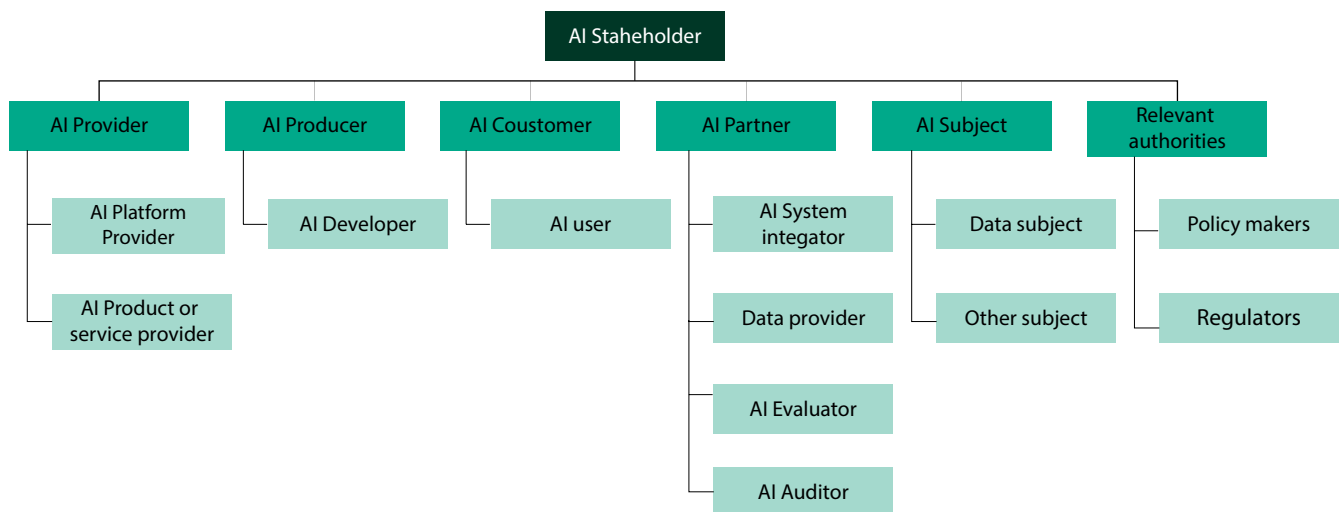 AI Staheholder
AI Provider
AI Producer
AI Coustomer
AI Partner
AI Subject
Relevant
authorities
AI Platform
Provider
AI Developer
AI user
AI System
integator
Data subject
Policy makers
AI Product or
service provider
Data provider
Other subject
Regulators
AI Evaluator
AI Auditor